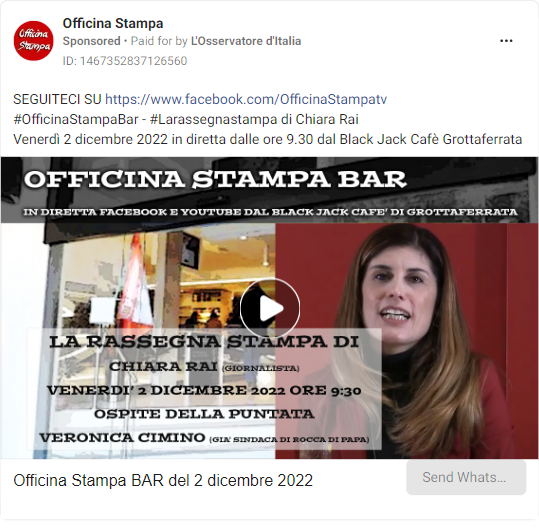 Officina
Stampa
Officina Stampa
Sponsored • Paid for by L'Osservatore d'Italia
ID: 1467352837126560
SEGUITECI SU https://www.facebook.com/OfficinaStampatv
#OfficinaStampaBar - #Larassegnastampa di Chiara Rai
Venerdì 2 dicembre 2022 in diretta dalle ore 9.30 dal Black Jack Cafè Grottaferrata
OFFICINA STAMPA BAR
IN DIRETTA FACEBOOK E YOUTUBE DAL BLACK JACK CAFE' DI GROTTAFERRATA
LA RASSEGNA STAMPA DI
CHIARA RAI (GIORNALISTA)
VENERDI' 2 DICEMBRE 2022 ORE 9:30
OSPITE DELLA PUNTATA
VERONICA CIMINO (GIA' SINDACA DI ROCCA DI PAPA)
Officina Stampa BAR del 2 dicembre 2022
Send Whats...